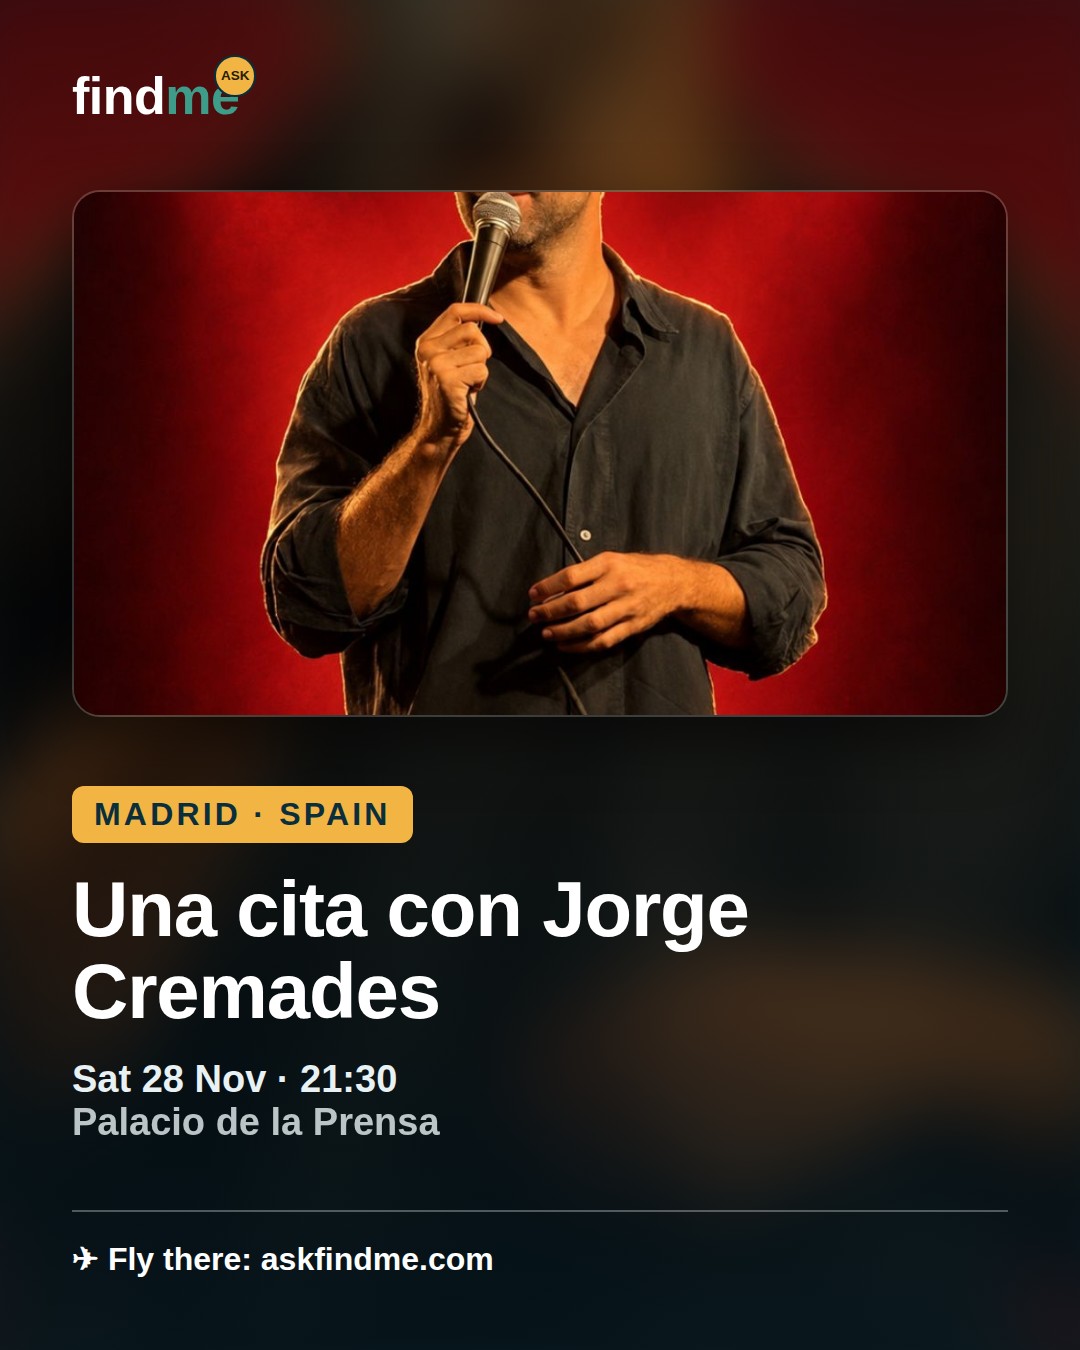 findme
ASK
MADRID · SPAIN
Una cita con Jorge
Cremades
Sat 28 Nov · 21:30
Palacio de la Prensa
✈ Fly there: askfindme.com